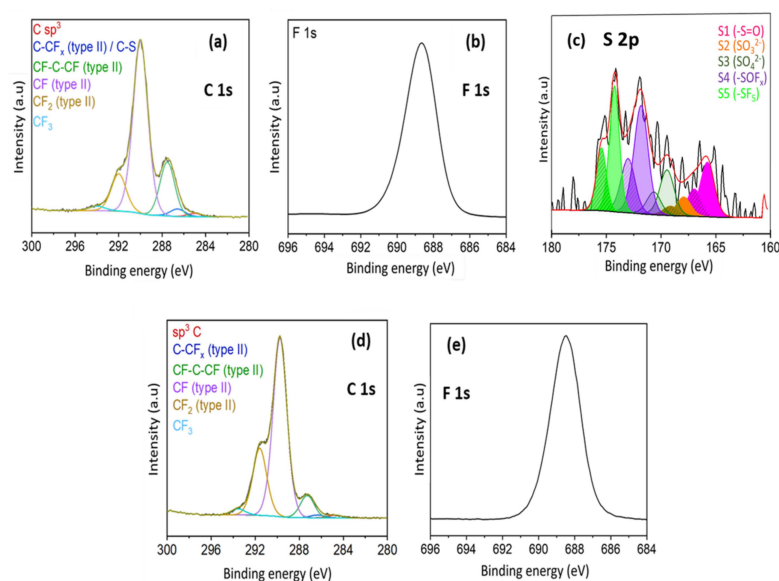 (a)
C sp³
C-CFₓ (type II) / C-S
CF-C-CF (type II)
CF (type II)
CF₂ (type II)
CF₃
C 1s
Intensity (a.u)
300 296 292 288 284 280
Binding energy (eV)
(b)
F 1s
F 1s
Intensity (a.u)
696 694 692 690 688 686 684
Binding energy (eV)
(c)
S 2p
S1 (-S=O)
S2 (SO₃²⁻)
S3 (SO₄²⁻)
S4 (-SOFₓ)
S5 (-SF₅)
Intensity (a.u)
180 175 170 165 160
Binding energy (eV)
(d)
sp³ C
C-CFₓ (type II)
CF-C-CF (type II)
CF (type II)
CF₂ (type II)
CF₃
C 1s
Intensity (a.u)
300 296 292 288 284 280
Binding energy (eV)
(e)
F 1s
Intensity (a.u)
696 694 692 690 688 686 684
Binding energy (eV)